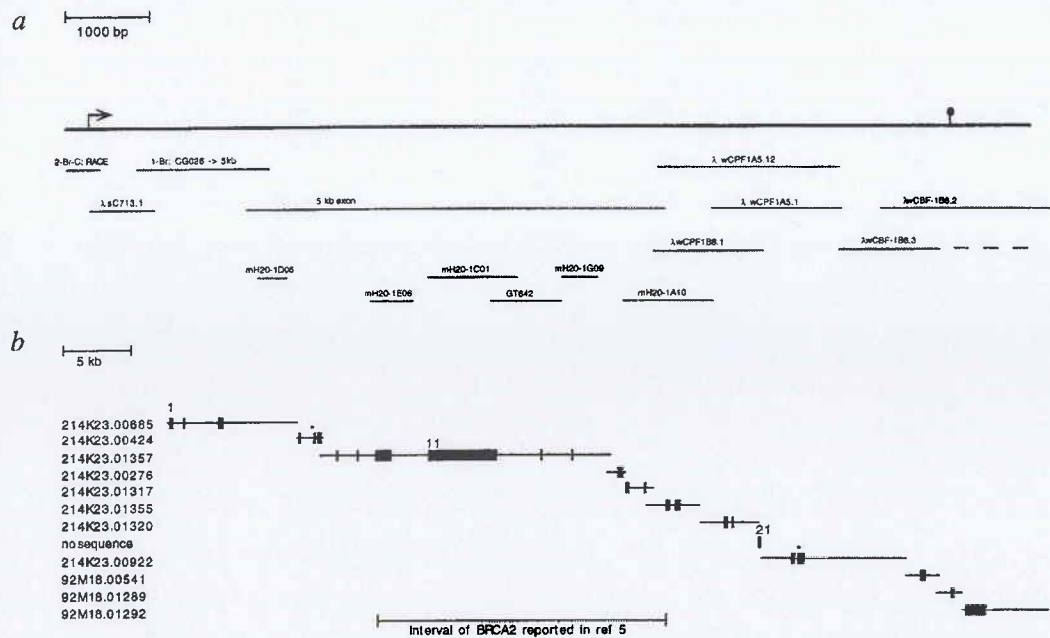 a
1000 bp
2-Br-C: RACE
1-Br: CG026 -> 5kb
λ wCPF1A5.12
λ sC713.1
5 kb exon
λ wCPF1A5.1
λwCBF-1B6.2
λwCPF1B8.1
λwCBF-1B6.3
mH20-1D05
mH20-1C01
mH20-1G09
mH20-1E06
GT642
mH20-1A10
b
5 kb
1
214K23.00685
214K23.00424
11
214K23.01357
214K23.00276
214K23.01317
214K23.01355
214K23.01320
21
no sequence
214K23.00922
92M18.00541
92M18.01289
92M18.01292
Interval of BRCA2 reported in ref 5